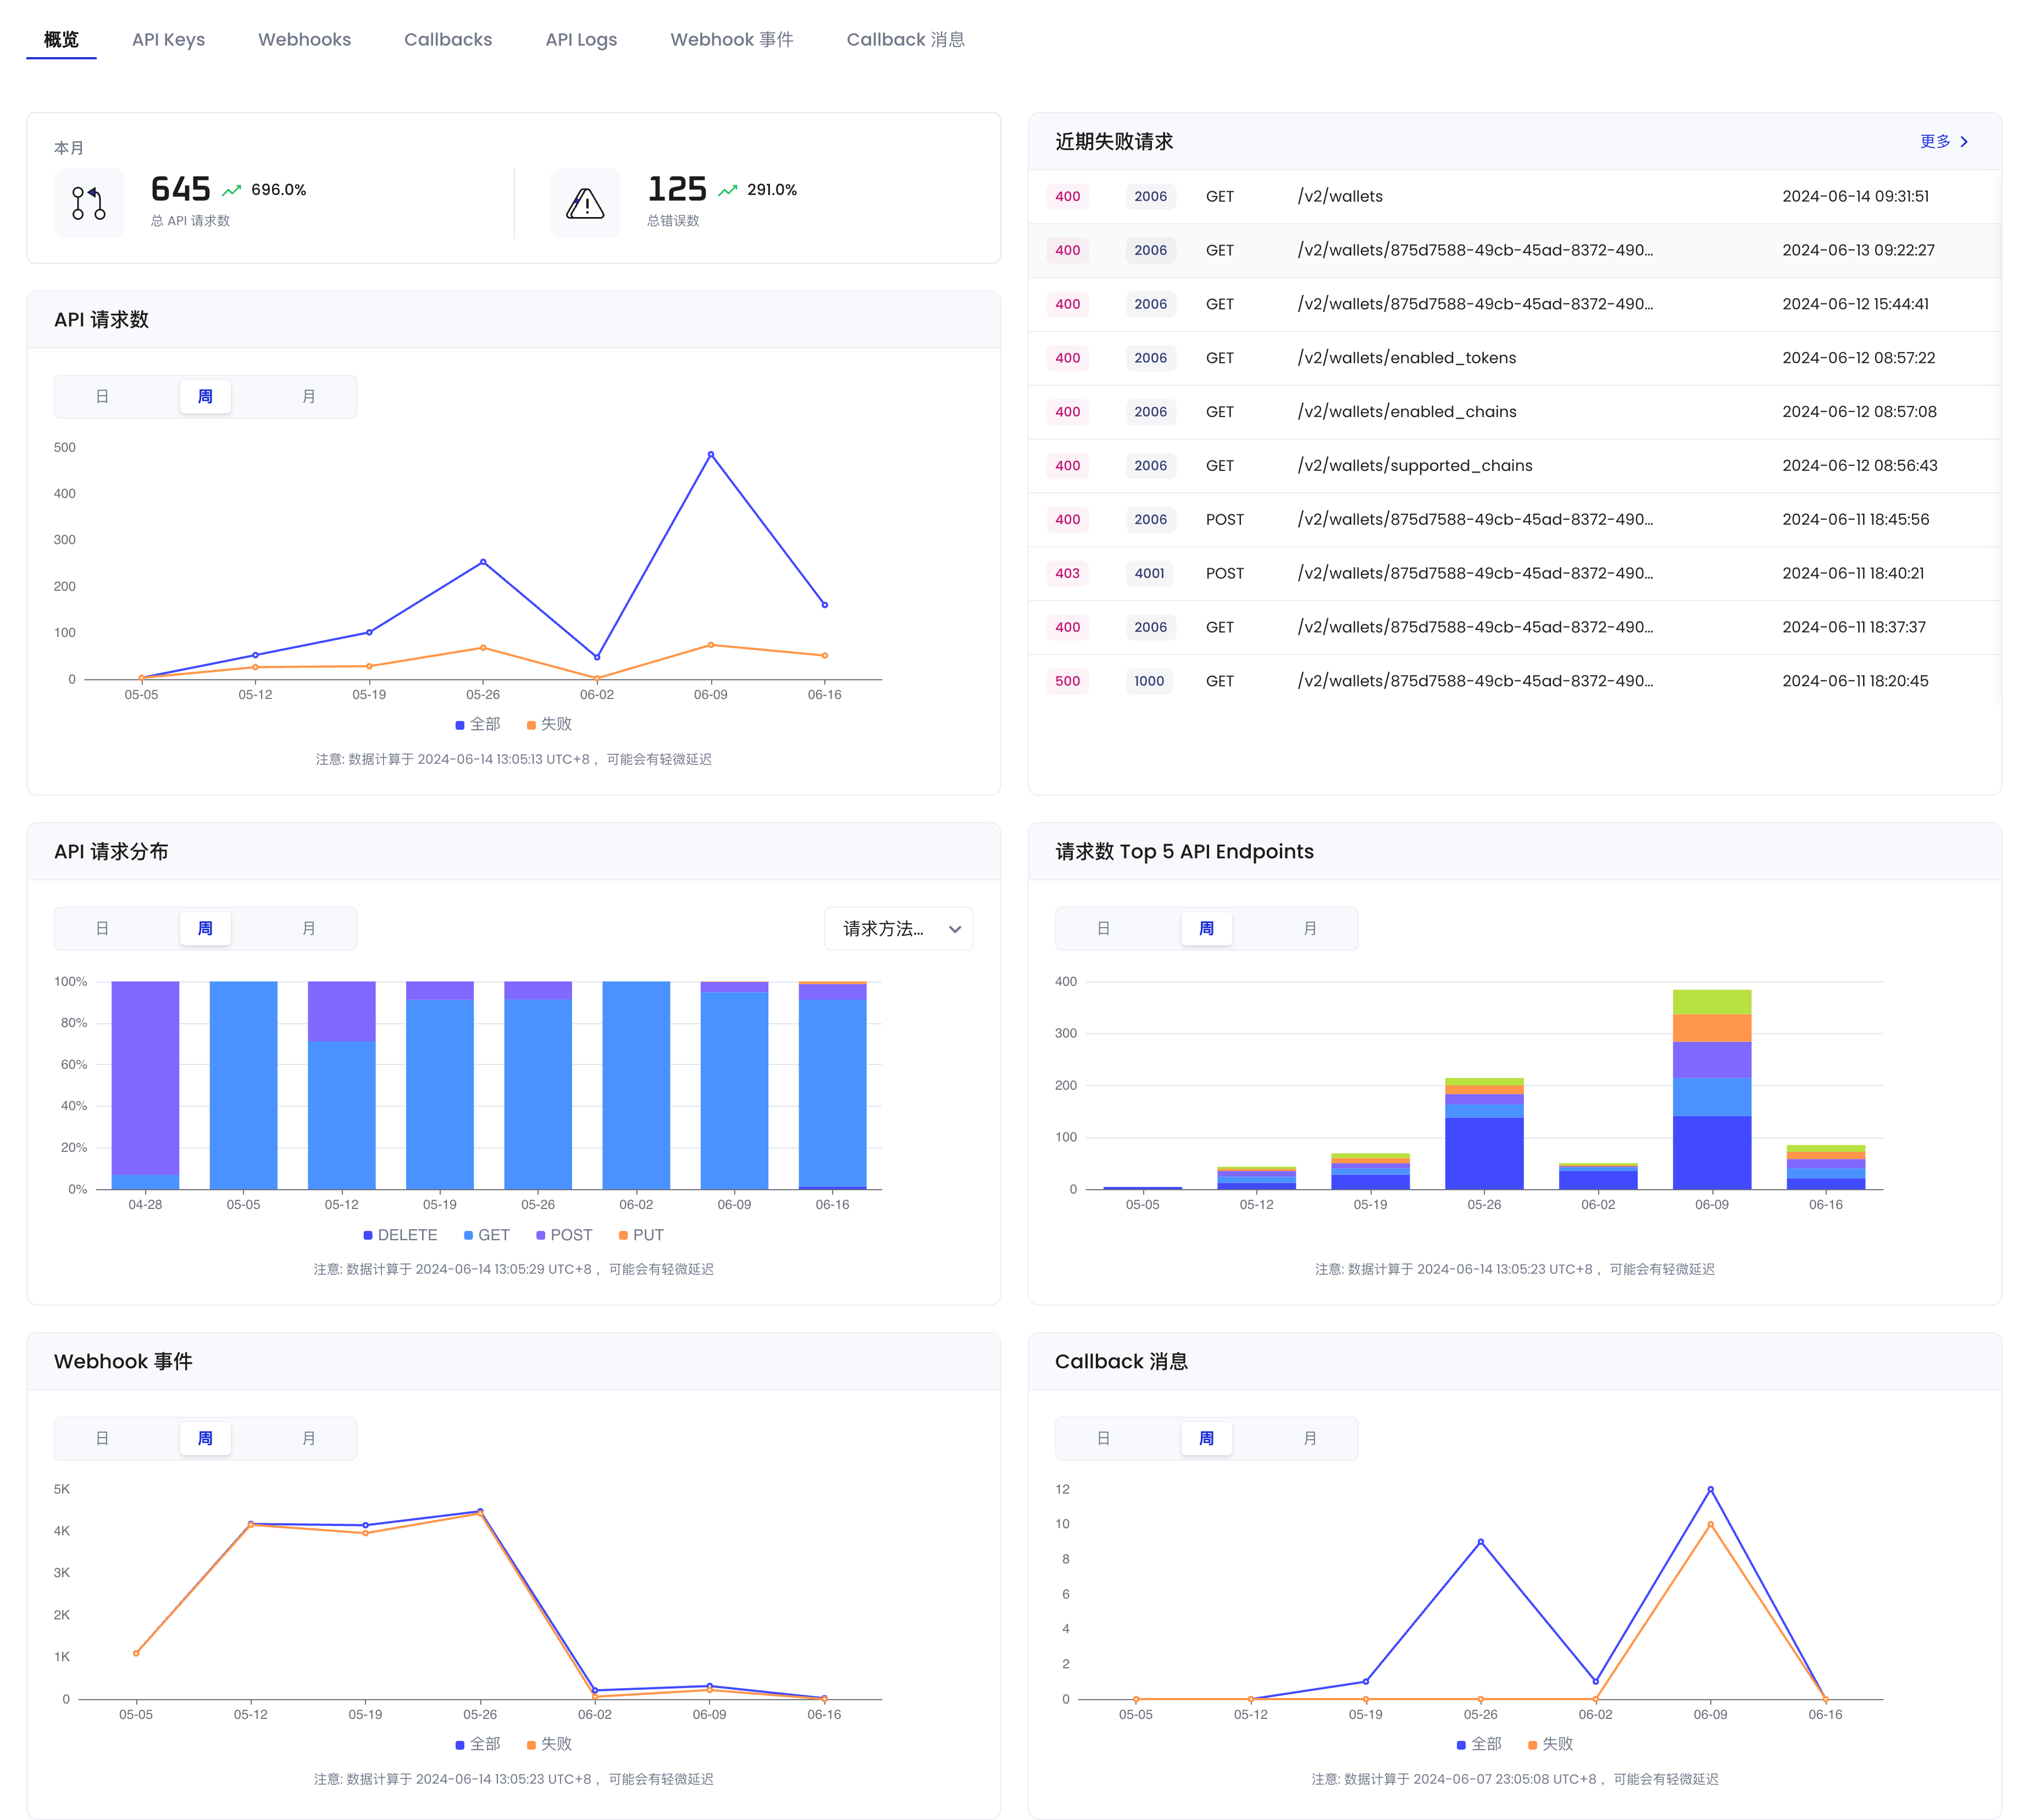 概览 API Keys Webhooks Callbacks API Logs Webhook 事件 Callback 消息
本月
645 696.0%
总 API 请求数
125 291.0%
总错误数
API 请求数
日 周 月
500
400
300
200
100
0
05-05 05-12 05-19 05-26 06-02 06-09 06-16
全部 失败
注意: 数据计算于 2024-06-14 13:05:13 UTC+8 ，可能会有轻微延迟
近期失败请求 更多
400 2006 GET /v2/wallets 2024-06-14 09:31:51
400 2006 GET /v2/wallets/875d7588-49cb-45ad-8372-490... 2024-06-13 09:22:27
400 2006 GET /v2/wallets/875d7588-49cb-45ad-8372-490... 2024-06-12 15:44:41
400 2006 GET /v2/wallets/enabled_tokens 2024-06-12 08:57:22
400 2006 GET /v2/wallets/enabled_chains 2024-06-12 08:57:08
400 2006 GET /v2/wallets/supported_chains 2024-06-12 08:56:43
400 2006 POST /v2/wallets/875d7588-49cb-45ad-8372-490... 2024-06-11 18:45:56
403 4001 POST /v2/wallets/875d7588-49cb-45ad-8372-490... 2024-06-11 18:40:21
400 2006 GET /v2/wallets/875d7588-49cb-45ad-8372-490... 2024-06-11 18:37:37
500 1000 GET /v2/wallets/875d7588-49cb-45ad-8372-490... 2024-06-11 18:20:45
API 请求分布
日 周 月 请求方法...
100%
80%
60%
40%
20%
0%
04-28 05-05 05-12 05-19 05-26 06-02 06-09 06-16
DELETE GET POST PUT
注意: 数据计算于 2024-06-14 13:05:29 UTC+8 ，可能会有轻微延迟
请求数 Top 5 API Endpoints
日 周 月
400
300
200
100
0
05-05 05-12 05-19 05-26 06-02 06-09 06-16
注意: 数据计算于 2024-06-14 13:05:23 UTC+8 ，可能会有轻微延迟
Webhook 事件
日 周 月
5K
4K
3K
2K
1K
0
05-05 05-12 05-19 05-26 06-02 06-09 06-16
全部 失败
注意: 数据计算于 2024-06-14 13:05:23 UTC+8 ，可能会有轻微延迟
Callback 消息
日 周 月
12
10
8
6
4
2
0
05-05 05-12 05-19 05-26 06-02 06-09 06-16
全部 失败
注意: 数据计算于 2024-06-07 23:05:08 UTC+8 ，可能会有轻微延迟